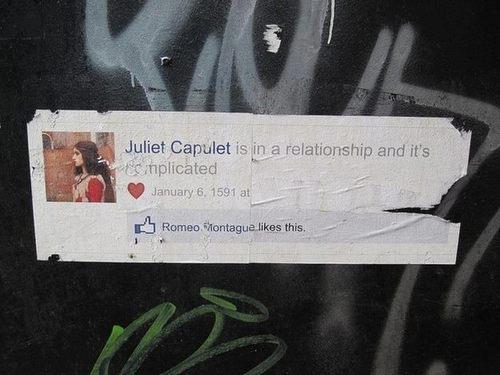 Juliet Capulet is in a relationship and it's
complicated
January 6, 1591 at
Romeo Montague likes this.